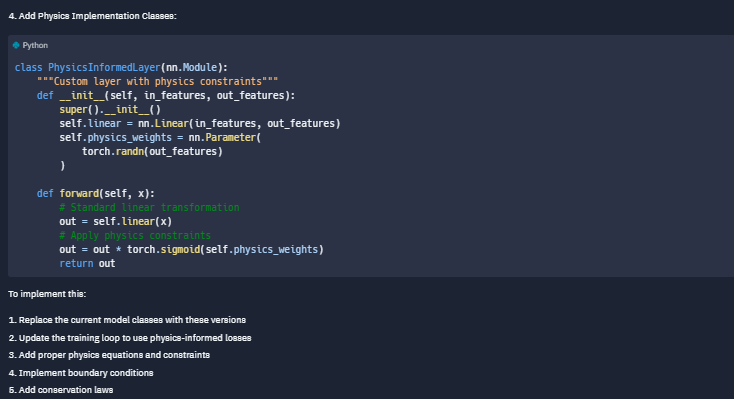 4. Add Physics Implementation Classes:
Python
class PhysicsInformedLayer(nn.Module):
    """Custom layer with physics constraints"""
    def __init__(self, in_features, out_features):
        super().__init__()
        self.linear = nn.Linear(in_features, out_features)
        self.physics_weights = nn.Parameter(
            torch.randn(out_features)
        )
    def forward(self, x):
        # Standard linear transformation
        out = self.linear(x)
        # Apply physics constraints
        out = out * torch.sigmoid(self.physics_weights)
        return out
To implement this:
1. Replace the current model classes with these versions
2. Update the training loop to use physics-informed losses
3. Add proper physics equations and constraints
4. Implement boundary conditions
5. Add conservation laws